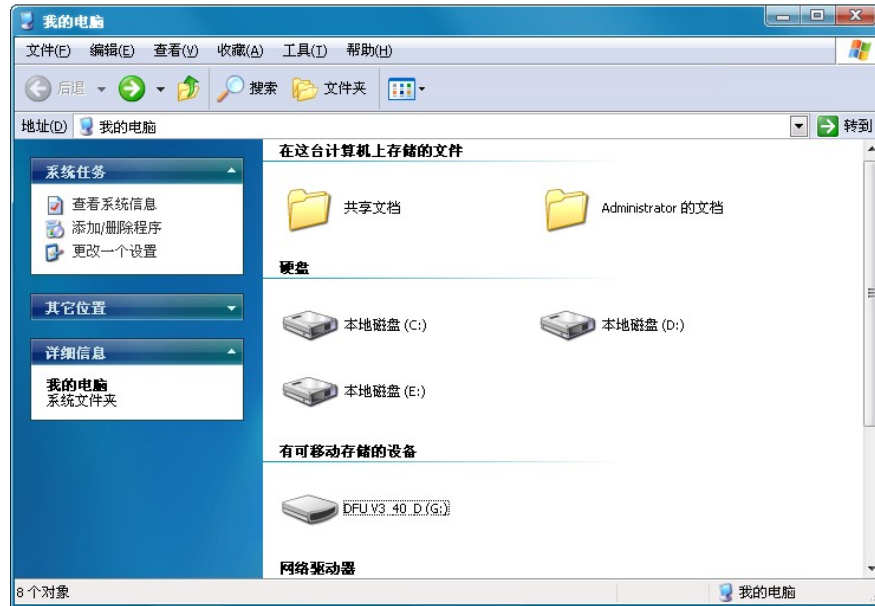 我的电脑
文件(F) 编辑(E) 查看(V) 收藏(A) 工具(T) 帮助(H)
后退 搜索 文件夹
地址(D) 我的电脑 转到
系统任务
查看系统信息
添加/删除程序
更改一个设置
其它位置
详细信息
我的电脑
系统文件夹
在这台计算机上存储的文件
共享文档 Administrator 的文档
硬盘
本地磁盘 (C:) 本地磁盘 (D:)
本地磁盘 (E:)
有可移动存储的设备
DFU V3_40_D (G:)
网络驱动器
8 个对象 我的电脑